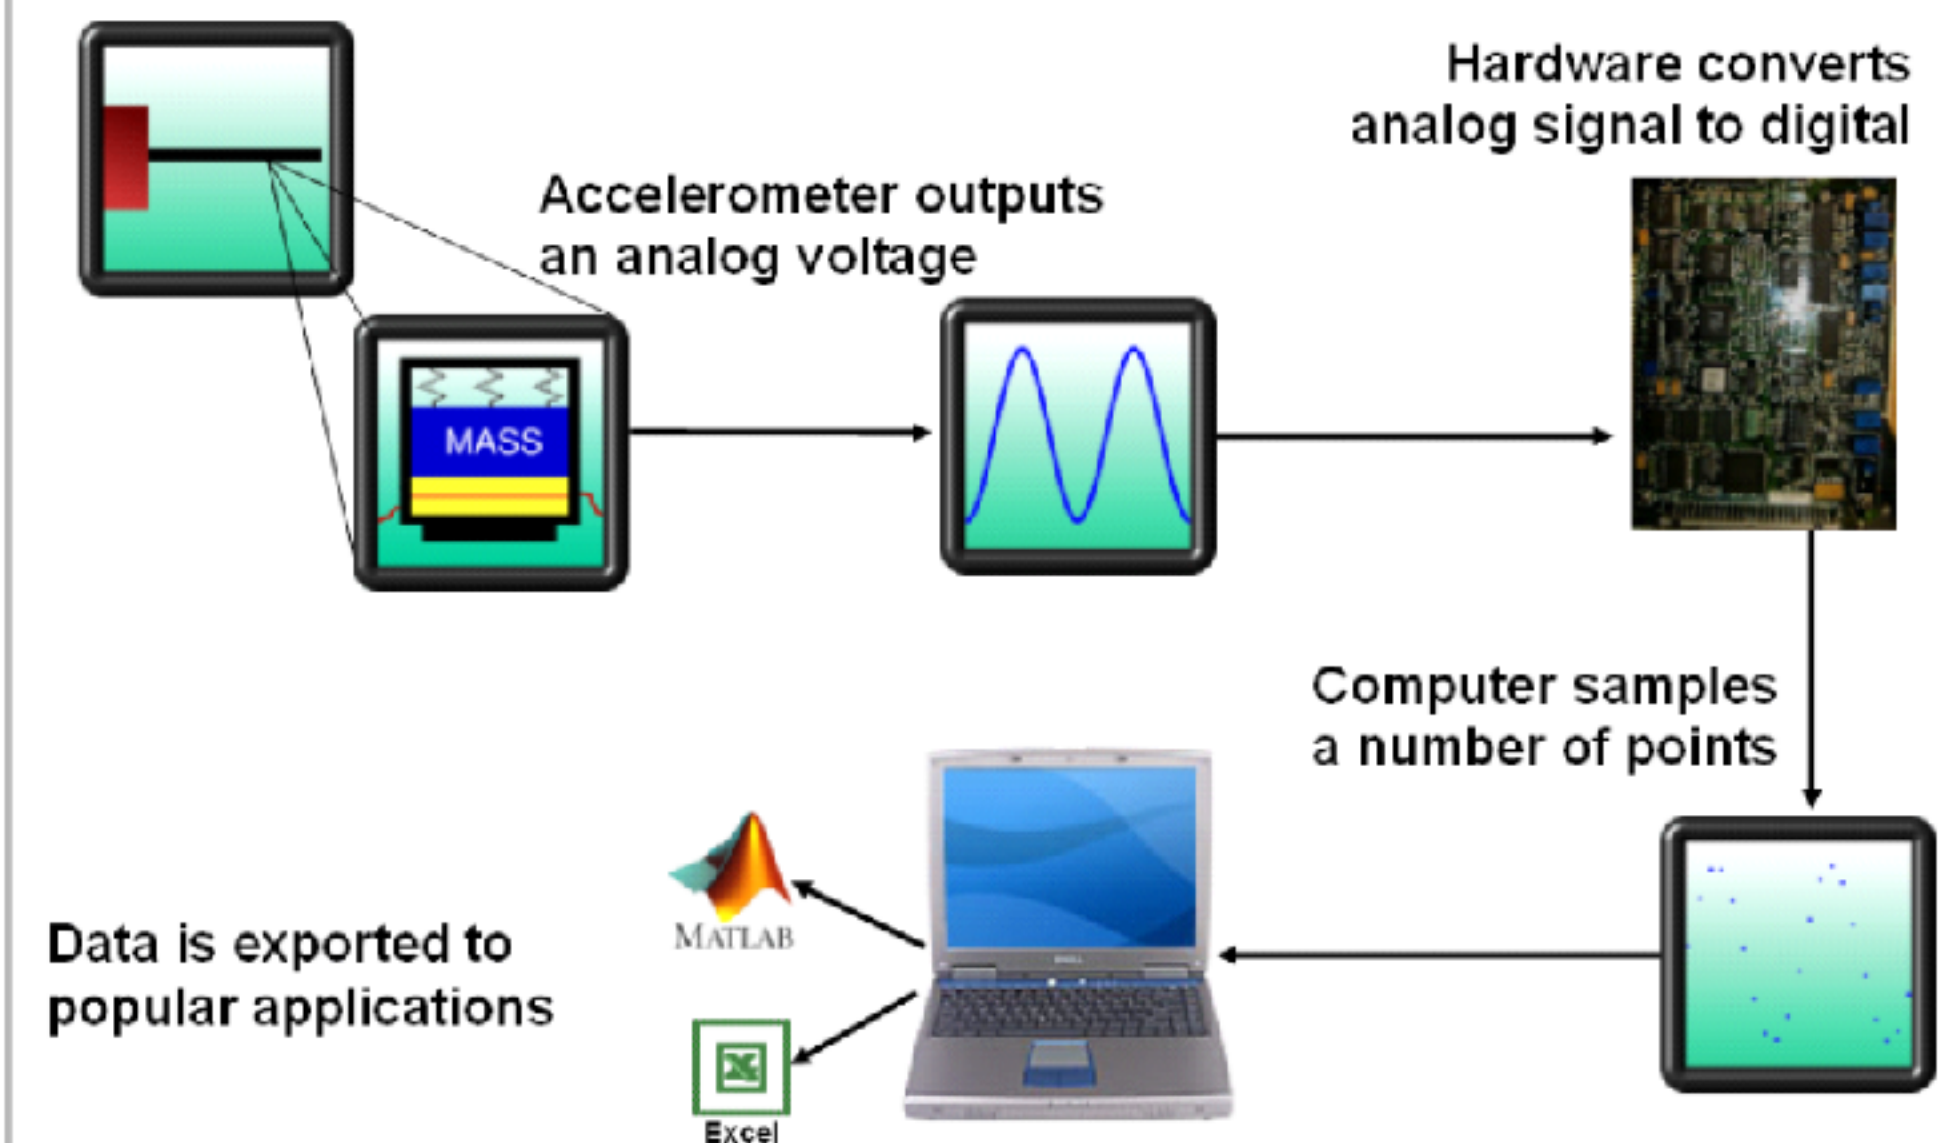 Hardware converts
analog signal to digital
Accelerometer outputs
an analog voltage
MASS
Computer samples
a number of points
MATLAB
Data is exported to
popular applications
DELL
Excel